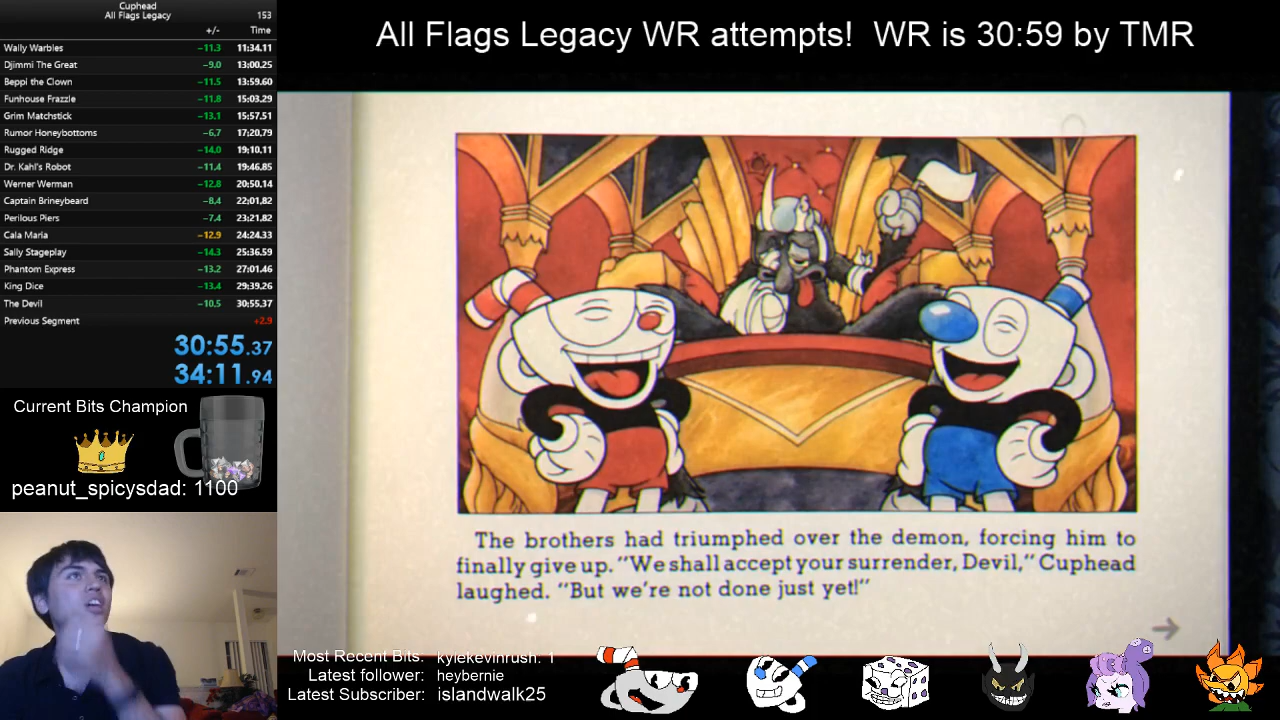 Cuphead
All Flags Legacy 153
+/- Time
Wally Warbles -11.3 11:34.11
Djimmi The Great -9.0 13:00.25
Beppi the Clown -11.5 13:59.60
Funhouse Frazzle -11.8 15:03.29
Grim Matchstick -13.1 15:57.51
Rumor Honeybottoms -6.7 17:20.79
Rugged Ridge -14.0 19:10.11
Dr. Kahl's Robot -11.4 19:46.85
Werner Werman -12.8 20:50.14
Captain Brineybeard -8.4 22:01.82
Perilous Piers -7.4 23:21.82
Cala Maria -12.9 24:24.33
Sally Stageplay -14.3 25:36.59
Phantom Express -13.2 27:01.46
King Dice -13.4 29:39.26
The Devil -10.5 30:55.37
Previous Segment +2.9
30:55.37
34:11.94
Current Bits Champion
peanut_spicysdad: 1100
All Flags Legacy WR attempts! WR is 30:59 by TMR
The brothers had triumphed over the demon, forcing him to
finally give up. "We shall accept your surrender, Devil," Cuphead
laughed. "But we're not done just yet!"
Most Recent Bits: kylekevinrush: 1
Latest follower: heybernie
Latest Subscriber: islandwalk25